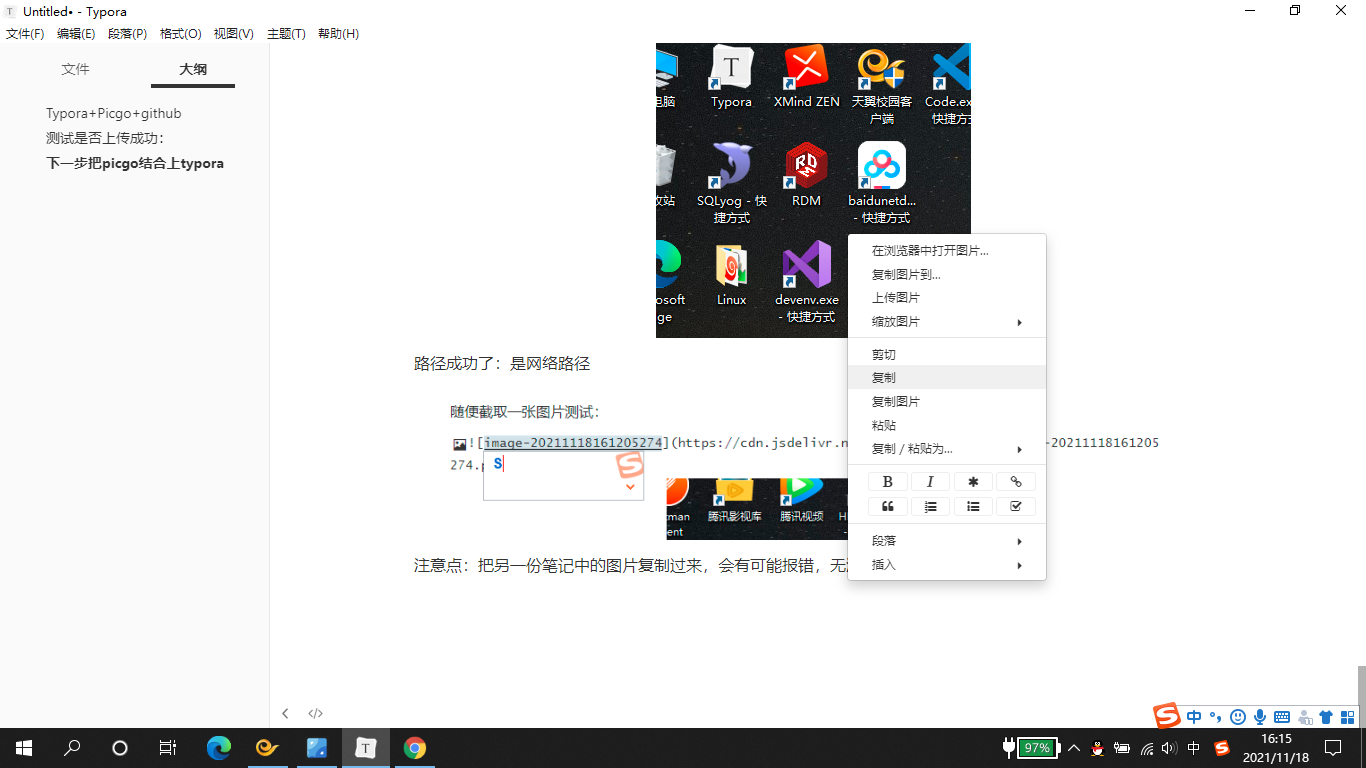 Untitled• - Typora
文件(F) 编辑(E) 段落(P) 格式(O) 视图(V) 主题(T) 帮助(H)
文件 大纲
Typora+Picgo+github
测试是否上传成功：
下一步把picgo结合上typora
电脑 Typora XMind ZEN 天翼校园客 Code.ex
户端 快捷方式
SQLyog - 快 RDM baidunetd...
捷方式 - 快捷方式
osoft Linux devenv.exe
ge - 快捷方式
在浏览器中打开图片...
复制图片到...
上传图片
缩放图片
剪切
复制
复制图片
粘贴
复制 / 粘贴为...
B I
段落
插入
路径成功了：是网络路径
随便截取一张图片测试：
![image-20211118161205274](https://cdn.jsdelivr.n -20211118161205
274.
S
tman 腾讯影视库 腾讯视频 H
ent
注意点：把另一份笔记中的图片复制过来，会有可能报错，无
中
97% 中 16:15
2021/11/18